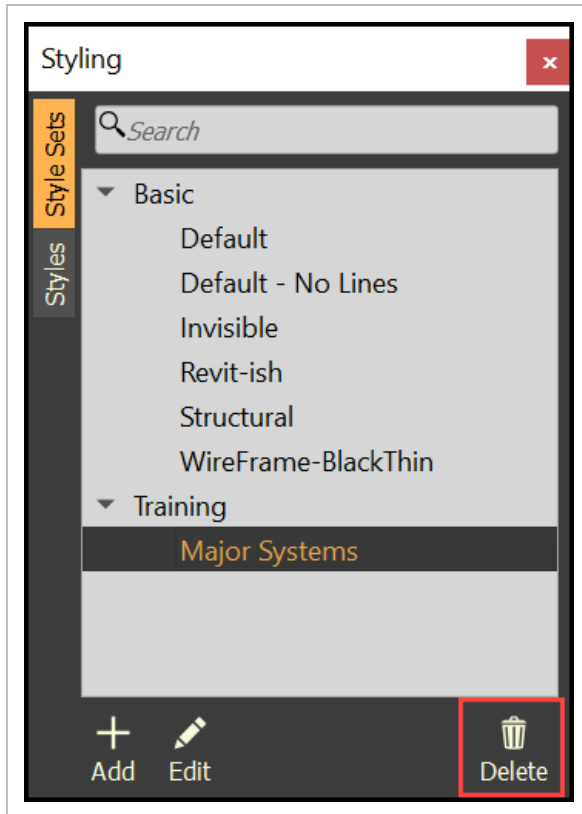 Styling
x
Style Sets
Styles
Search
Basic
Default
Default - No Lines
Invisible
Revit-ish
Structural
WireFrame-BlackThin
Training
Major Systems
Add Edit Delete